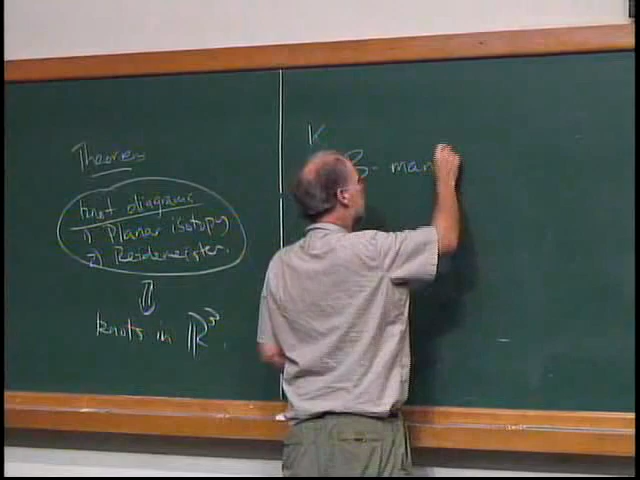 Theorem
knot diagrams
1) Planar isotopy
2) Reidemeister.
⇕
knots in ℝ³.
K
3- man